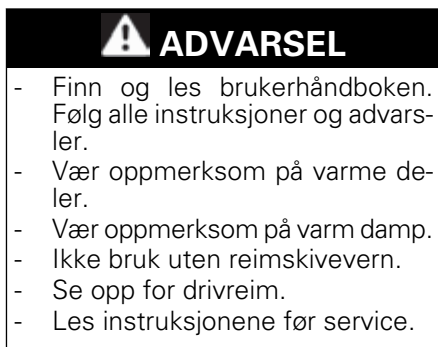 ADVARSEL
- Finn og les brukerhåndboken.
Følg alle instruksjoner og advars-
ler.
- Vær oppmerksom på varme de-
ler.
- Vær oppmerksom på varm damp.
- Ikke bruk uten reimskivevern.
- Se opp for drivreim.
- Les instruksjonene før service.